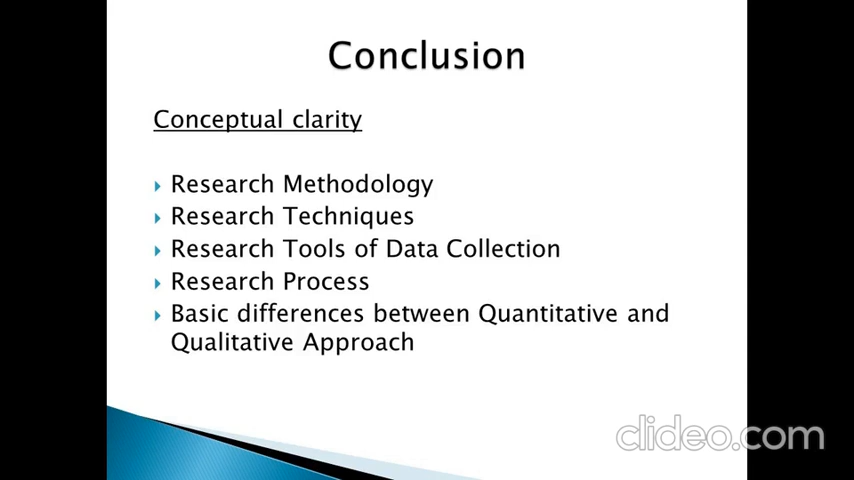 Conclusion
Conceptual clarity
Research Methodology
Research Techniques
Research Tools of Data Collection
Research Process
Basic differences between Quantitative and
Qualitative Approach
clideo.com